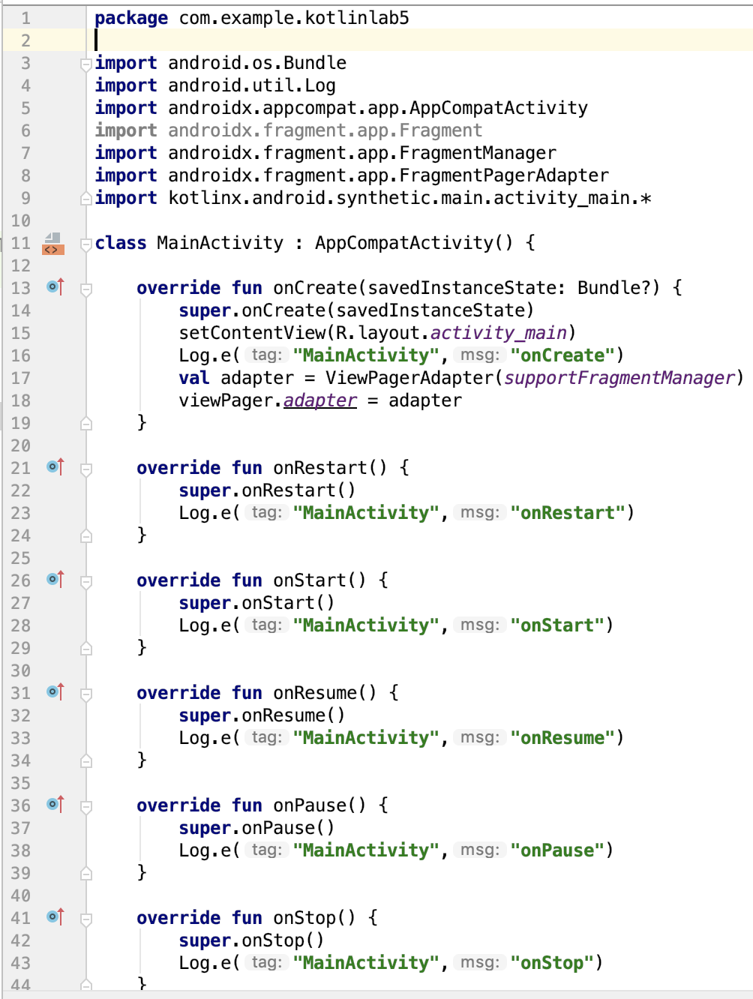 1 package com.example.kotlinlab5
2
3 import android.os.Bundle
4 import android.util.Log
5 import androidx.appcompat.app.AppCompatActivity
6 import androidx.fragment.app.Fragment
7 import androidx.fragment.app.FragmentManager
8 import androidx.fragment.app.FragmentPagerAdapter
9 import kotlinx.android.synthetic.main.activity_main.*
10
11 <> class MainActivity : AppCompatActivity() {
12
13 override fun onCreate(savedInstanceState: Bundle?) {
14 super.onCreate(savedInstanceState)
15 setContentView(R.layout.activity_main)
16 Log.e( tag: "MainActivity", msg: "onCreate")
17 val adapter = ViewPagerAdapter(supportFragmentManager)
18 viewPager.adapter = adapter
19 }
20
21 override fun onRestart() {
22 super.onRestart()
23 Log.e( tag: "MainActivity", msg: "onRestart")
24 }
25
26 override fun onStart() {
27 super.onStart()
28 Log.e( tag: "MainActivity", msg: "onStart")
29 }
30
31 override fun onResume() {
32 super.onResume()
33 Log.e( tag: "MainActivity", msg: "onResume")
34 }
35
36 override fun onPause() {
37 super.onPause()
38 Log.e( tag: "MainActivity", msg: "onPause")
39 }
40
41 override fun onStop() {
42 super.onStop()
43 Log.e( tag: "MainActivity", msg: "onStop")
44 }